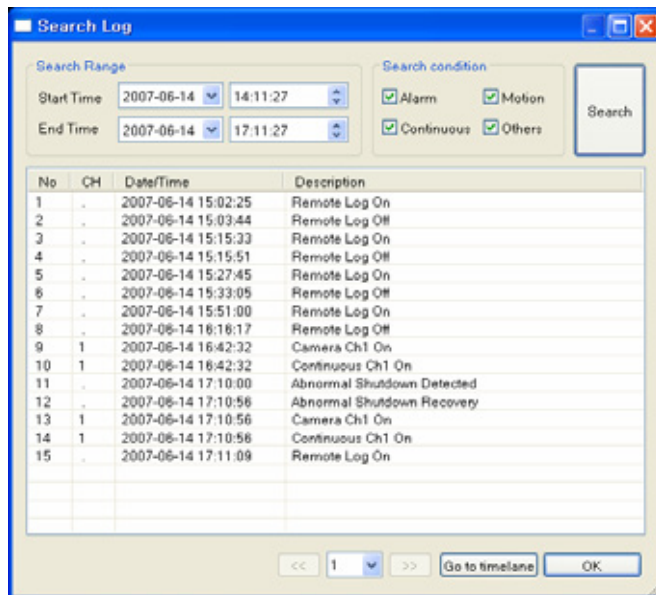 Search Log
Search Range
Start Time 2007-06-14 14:11:27
End Time 2007-06-14 17:11:27
Search condition
Alarm Motion
Continuous Others
Search
No CH Date/Time Description
1 . 2007-06-14 15:02:25 Remote Log On
2 . 2007-06-14 15:03:44 Remote Log Off
3 . 2007-06-14 15:15:33 Remote Log On
4 . 2007-06-14 15:15:51 Remote Log Off
5 . 2007-06-14 15:27:45 Remote Log On
6 . 2007-06-14 15:33:05 Remote Log Off
7 . 2007-06-14 15:51:00 Remote Log On
8 . 2007-06-14 16:16:17 Remote Log Off
9 1 2007-06-14 16:42:32 Camera Ch1 On
10 1 2007-06-14 16:42:32 Continuous Ch1 On
11 . 2007-06-14 17:10:00 Abnormal Shutdown Detected
12 . 2007-06-14 17:10:56 Abnormal Shutdown Recovery
13 1 2007-06-14 17:10:56 Camera Ch1 On
14 1 2007-06-14 17:10:56 Continuous Ch1 On
15 . 2007-06-14 17:11:09 Remote Log On
<< 1 >> Go to timelane OK